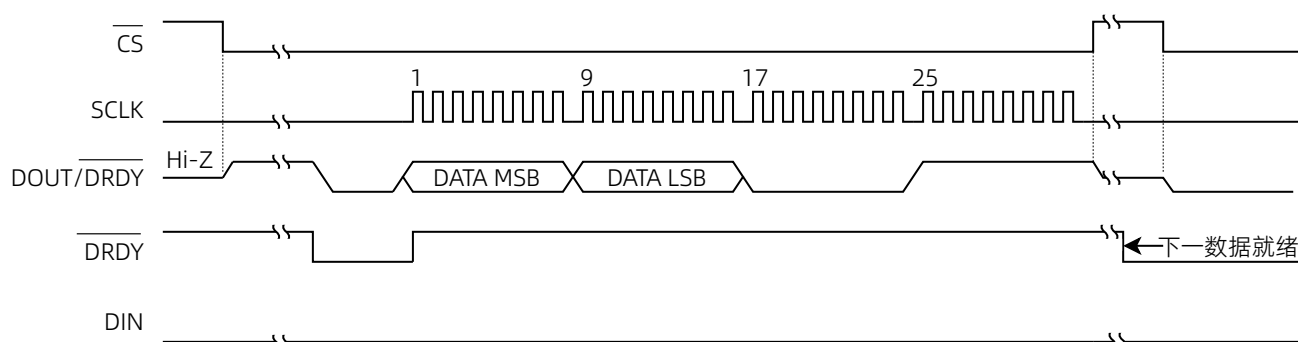 CS
1 9 17 25
SCLK
Hi-Z
DOUT/DRDY DATA MSB DATA LSB
DRDY 下一数据就绪
DIN